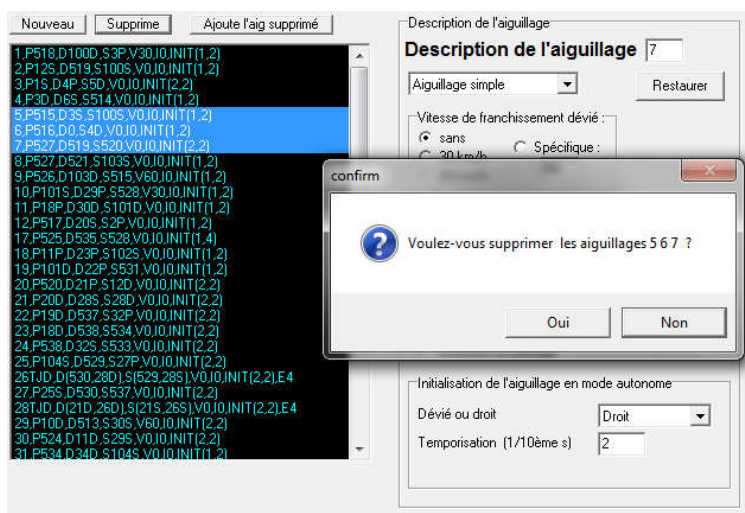 Nouveau
Supprime
Ajoute l'aig supprimé
1,P518,D100D,S3P,V30,I0,INIT(1,2)
2,P12S,D519,S100S,V0,I0,INIT(1,2)
3,P1S,D4P,S5D,V0,I0,INIT(2,2)
4,P3D,D6S,S514,V0,I0,INIT(1,2)
5,P515,D3S,S100S,V0,I0,INIT(1,2)
6,P516,D0,S4D,V0,I0,INIT(1,2)
7,P527,D519,S520,V0,I0,INIT(2,2)
8,P527,D521,S103S,V0,I0,INIT(1,2)
9,P526,D103D,S515,V60,I0,INIT(1,2)
10,P101S,D29P,S528,V30,I0,INIT(1,2)
11,P18P,D30D,S101D,V0,I0,INIT(1,2)
12,P517,D20S,S2P,V0,I0,INIT(1,2)
17,P525,D535,S528,V0,I0,INIT(1,4)
18,P11P,D23P,S102S,V0,I0,INIT(1,2)
19,P101D,D22P,S531,V0,I0,INIT(1,2)
20,P520,D21P,S12D,V0,I0,INIT(2,2)
21,P20D,D28S,S28D,V0,I0,INIT(2,2)
22,P19D,D537,S32P,V0,I0,INIT(2,2)
23,P18D,D538,S534,V0,I0,INIT(2,2)
24,P538,D32S,S533,V0,I0,INIT(2,2)
25,P104S,D529,S27P,V0,I0,INIT(2,2)
26TJD,D(530,28D),S(529,28S),V0,I0,INIT(2,2),E4
27,P25S,D530,S537,V0,I0,INIT(2,2)
28TJD,D(21D,26D),S(21S,26S),V0,I0,INIT(2,2),E4
29,P10D,D513,S30S,V60,I0,INIT(2,2)
30,P524,D11D,S29S,V0,I0,INIT(2,2)
31,P534,D34D,S104S,V0,I0,INIT(1,2)
Description de l'aiguillage
Description de l'aiguillage 7
Aiguillage simple
Restaurer
Vitesse de franchissement dévié :
sans
Spécifique :
30 km/h
confirm
Voulez-vous supprimer les aiguillages 5 6 7 ?
Oui
Non
Initialisation de l'aiguillage en mode autonome
Dévié ou droit
Droit
Temporisation (1/10ème s)
2